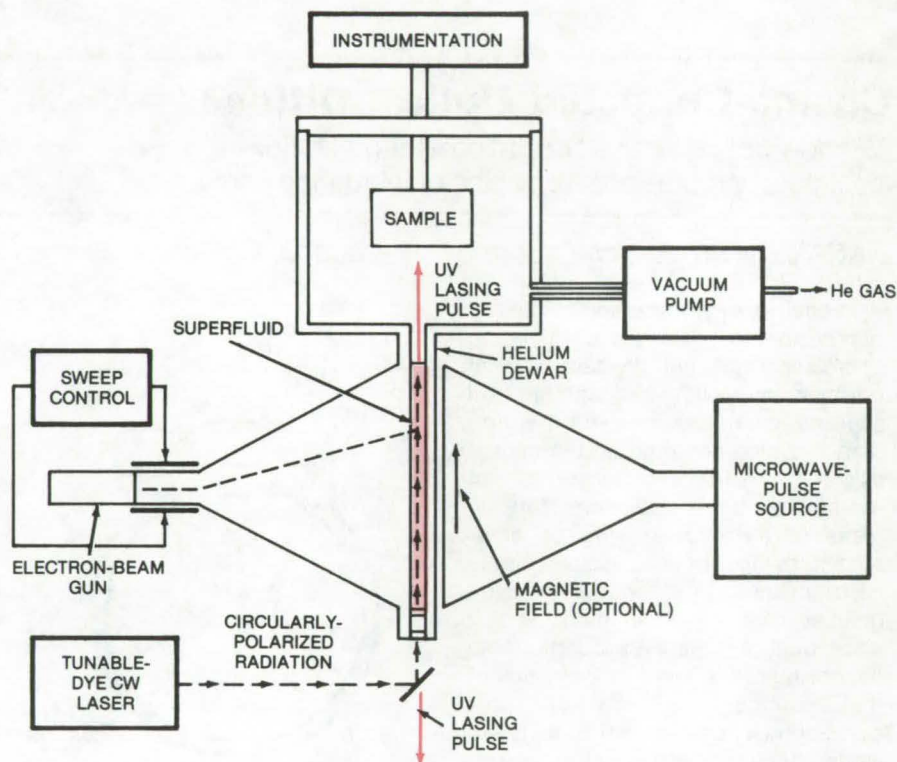 INSTRUMENTATION
SAMPLE
UV
LASING
PULSE
VACUUM
PUMP
He GAS
SUPERFLUID
HELIUM
DEWAR
SWEEP
CONTROL
MICROWAVE-
PULSE
SOURCE
ELECTRON-BEAM
GUN
MAGNETIC
FIELD (OPTIONAL)
CIRCULARLY-
POLARIZED
RADIATION
TUNABLE-
DYE CW
LASER
UV
LASING
PULSE